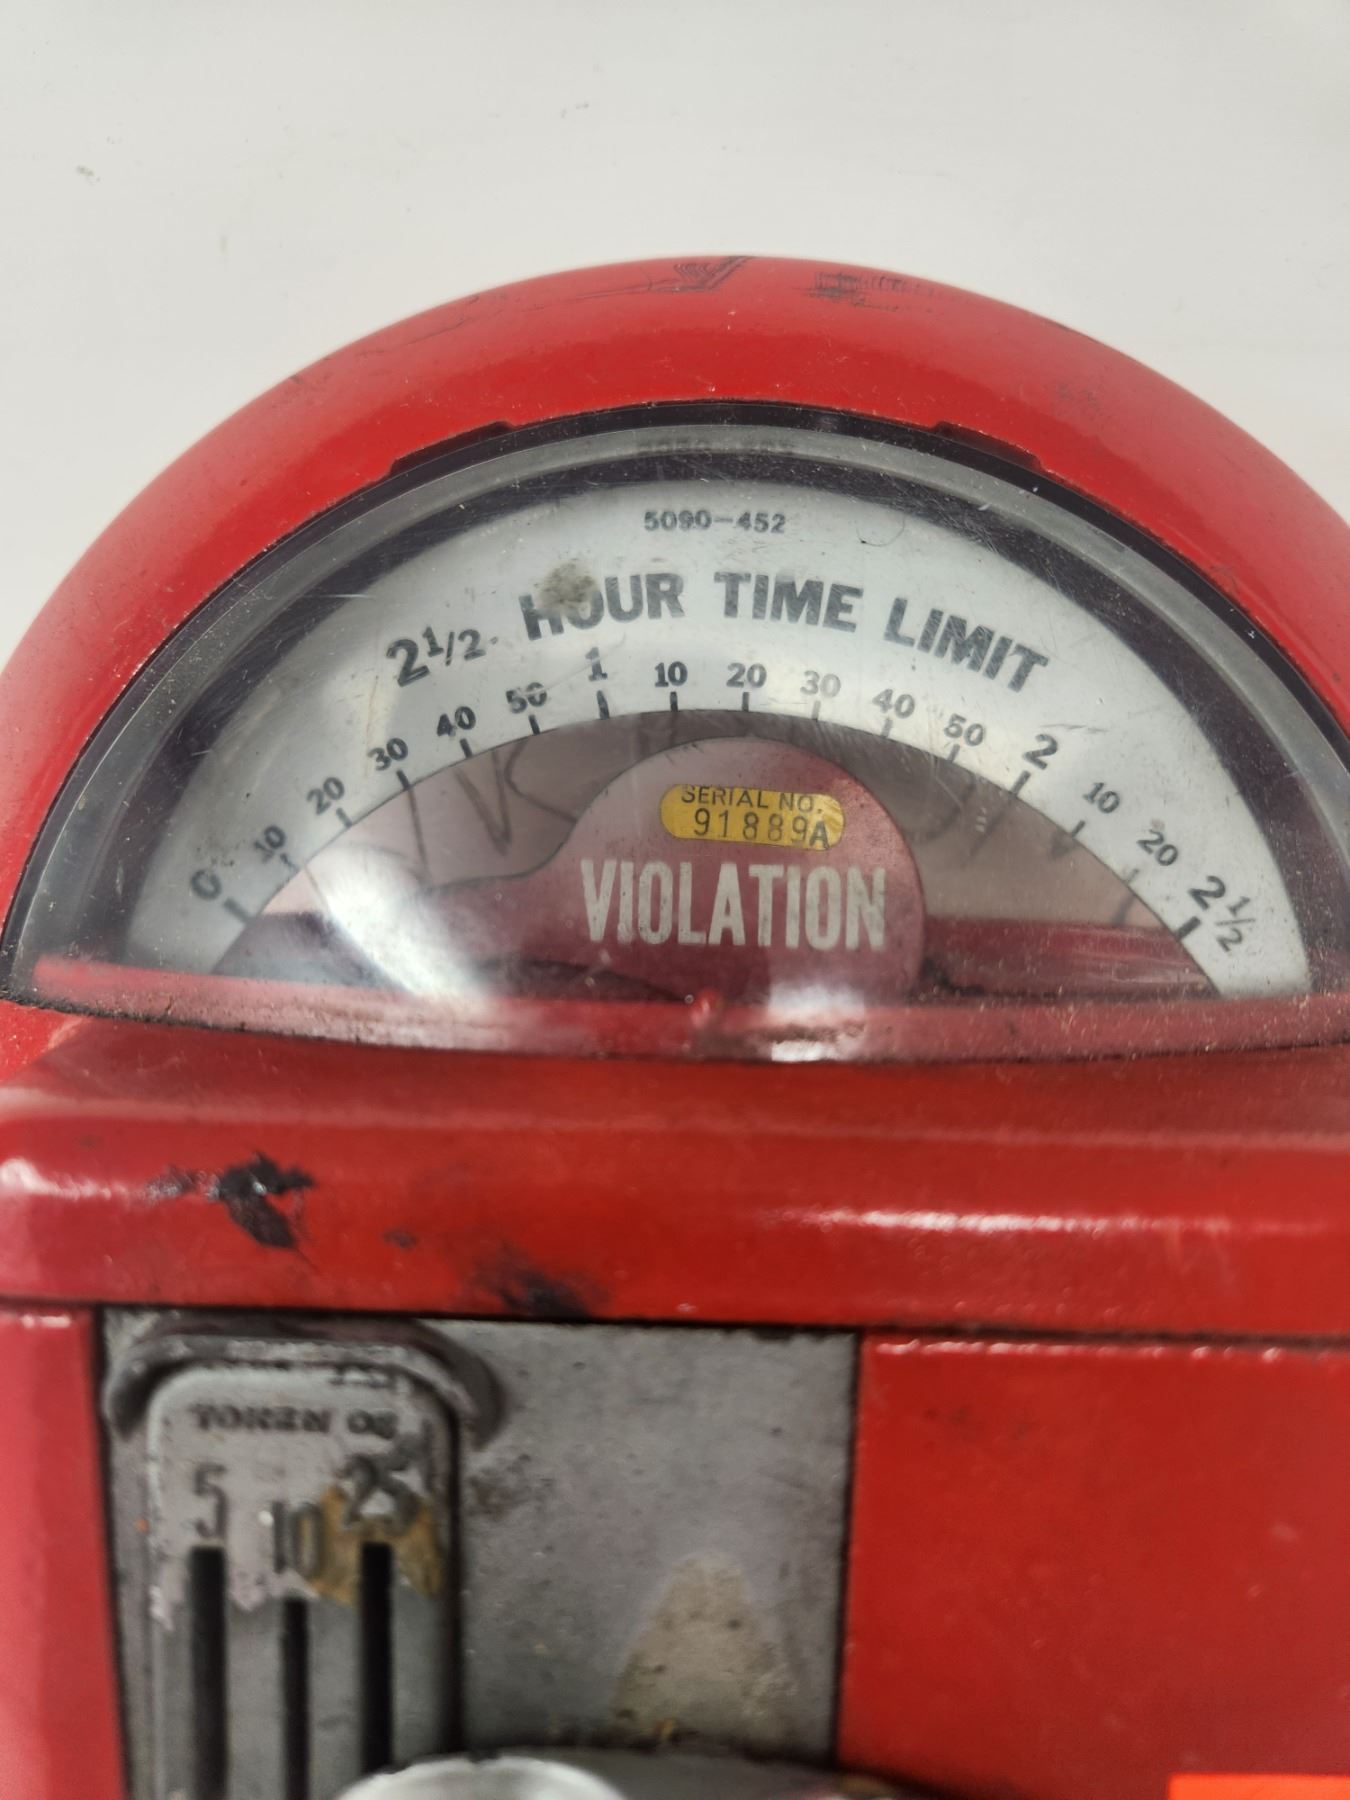 5090-452
2 1/2 HOUR TIME LIMIT
0 10 20 30 40 50 1 10 20 30 40 50 2 10 20 2 1/2
SERIAL NO.
91889A
VIOLATION
TOKEN OR
5 10 25